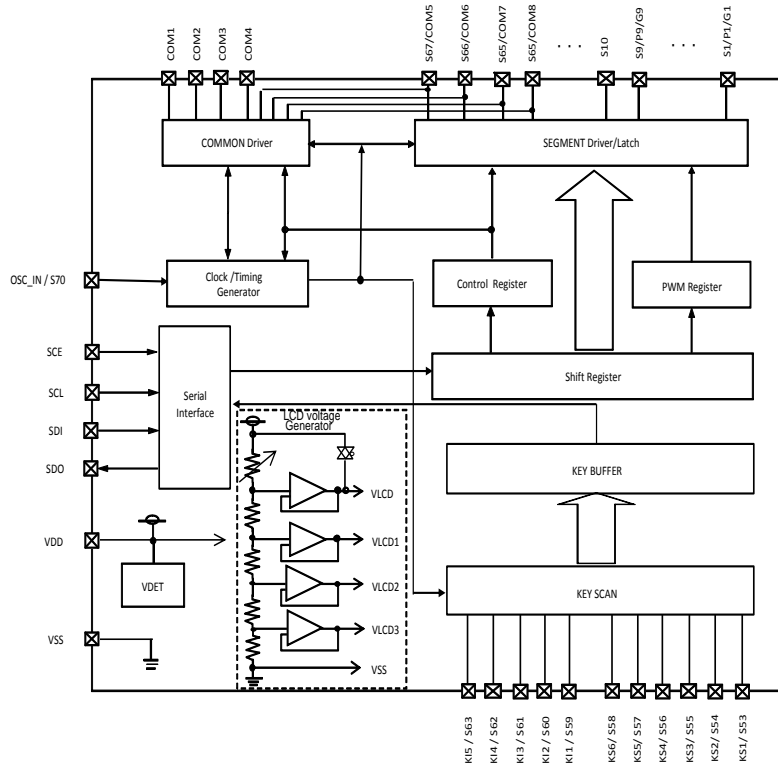 COM1
COM2
COM3
COM4
S67/COM5
S66/COM6
S65/COM7
S65/COM8
. . .
S10
S9/P9/G9
. . .
S1/P1/G1
COMMON Driver
SEGMENT Driver/Latch
OSC_IN / S70
Clock /Timing
Generator
Control Register
PWM Register
SCE
SCL
SDI
SDO
Serial
Interface
Shift Register
LCD voltage
Generator
KEY BUFFER
VLCD
VLCD1
VLCD2
VLCD3
VSS
VDD
VDET
VSS
KEY SCAN
KI5 / S63
KI4 / S62
KI3 / S61
KI2 / S60
KI1 / S59
KS6/ S58
KS5/ S57
KS4/ S56
KS3/ S55
KS2/ S54
KS1/ S53